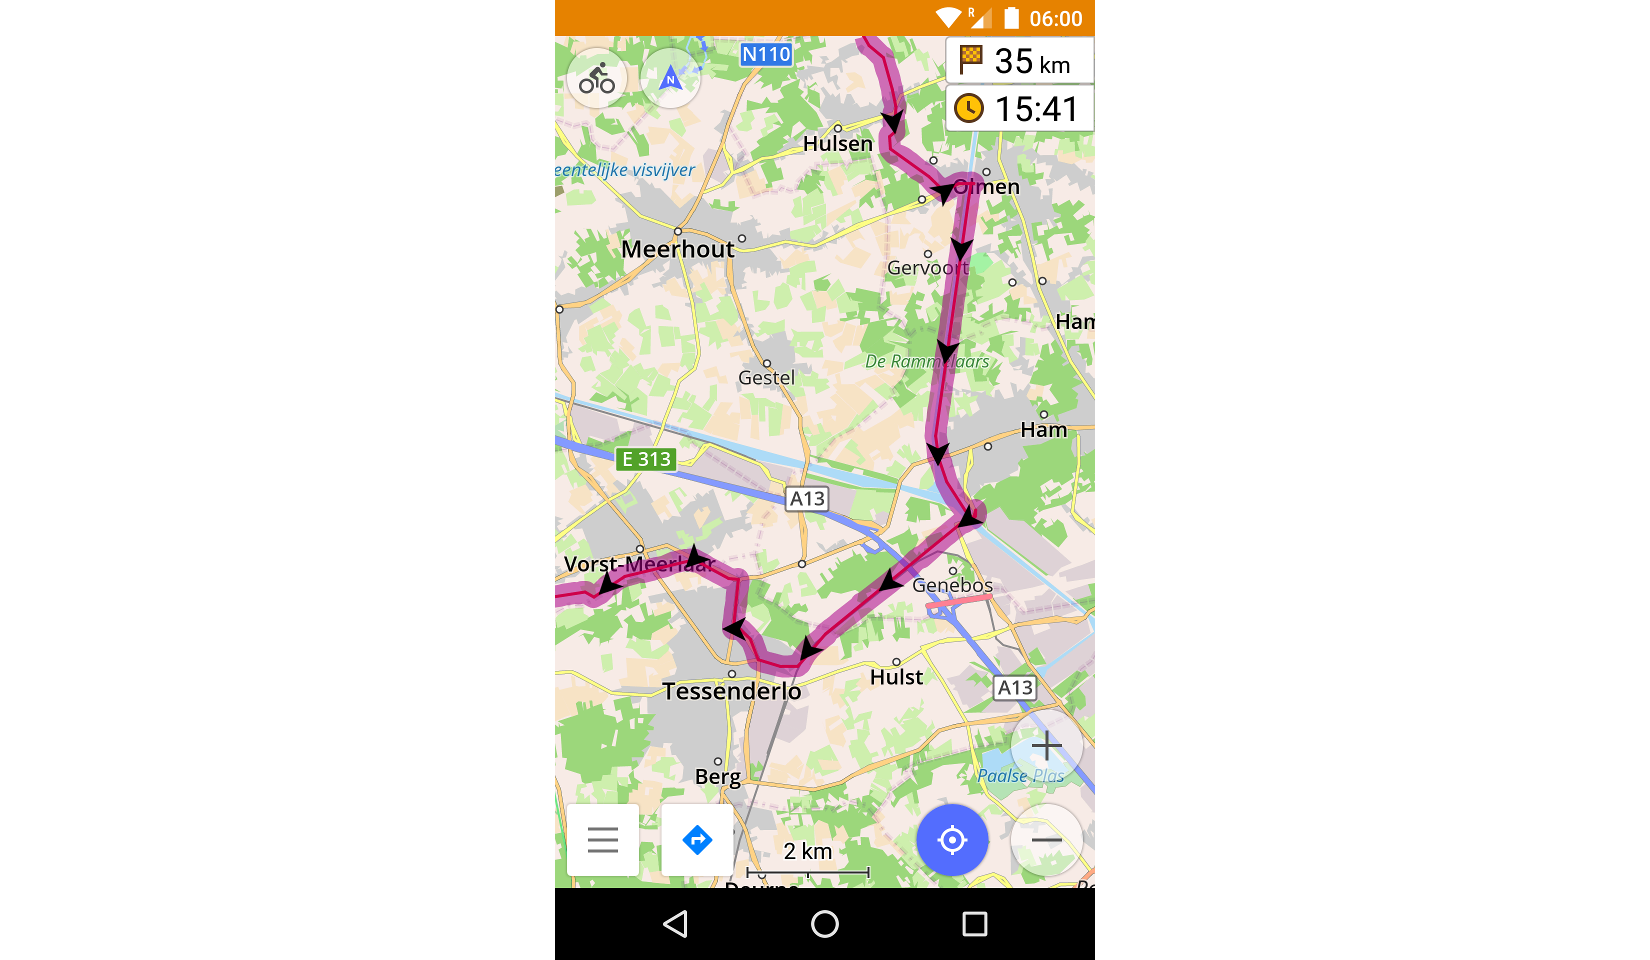 R
06:00
N110
N
35 km
15:41
Hulsen
eentelijke visvijver
Olmen
Meerhout
Gervoort
Ham
De Rammelaars
Gestel
Ham
E 313
A13
Vorst-Meerlaar
Genebos
Hulst
Tessenderlo
A13
Berg
Paalse Plas
2 km